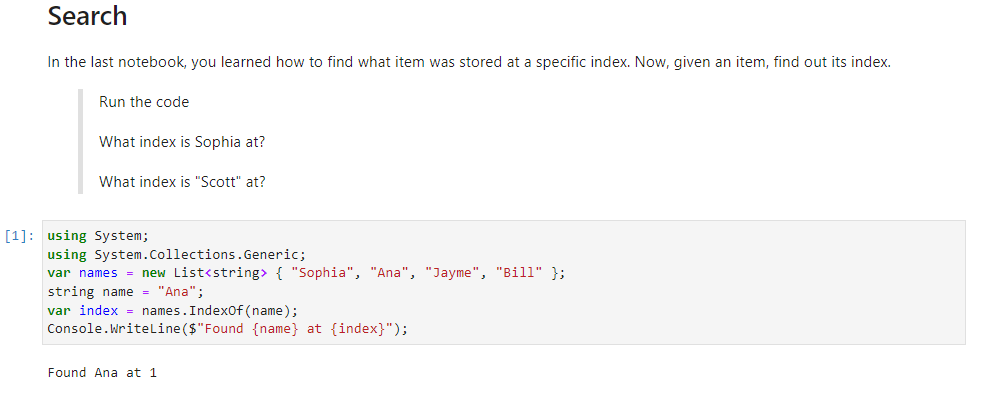 Search
In the last notebook, you learned how to find what item was stored at a specific index. Now, given an item, find out its index.
Run the code
What index is Sophia at?
What index is "Scott" at?
[1]: using System;
using System.Collections.Generic;
var names = new List<string> { "Sophia", "Ana", "Jayme", "Bill" };
string name = "Ana";
var index = names.IndexOf(name);
Console.WriteLine($"Found {name} at {index}");
Found Ana at 1